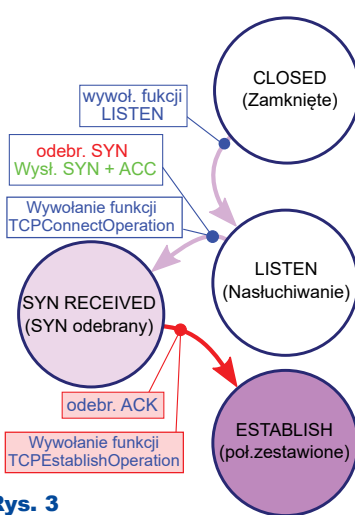 CLOSED
(Zamknięte)
wywoł. fukcji
LISTEN
odebr. SYN
Wysł. SYN + ACC
Wywołanie funkcji
TCPConnectOperation
LISTEN
(Nasłuchiwanie)
SYN RECEIVED
(SYN odebrany)
odebr. ACK
Wywołanie funkcji
TCPEstablishOperation
ESTABLISH
(poł.zestawione)
Rys. 3